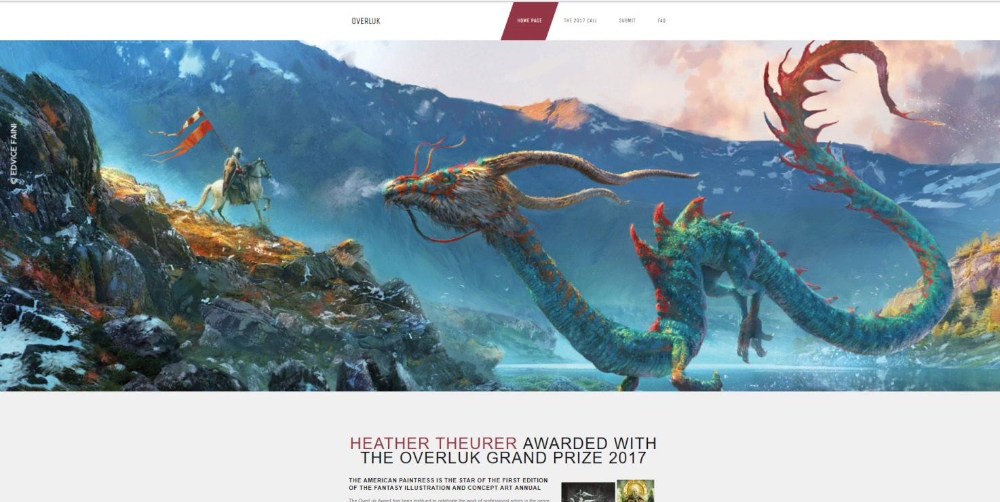 OVERLUK
HOME PAGE
THE 2017 CALL
SUBMIT
FAQ
© EDVICE FAINI
HEATHER THEURER AWARDED WITH
THE OVERLUK GRAND PRIZE 2017
THE AMERICAN PAINTRESS IS THE STAR OF THE FIRST EDITION
OF THE FANTASY ILLUSTRATION AND CONCEPT ART ANNUAL
The OverLuk Award has been institued to celebrate the work of professional artists in the genre